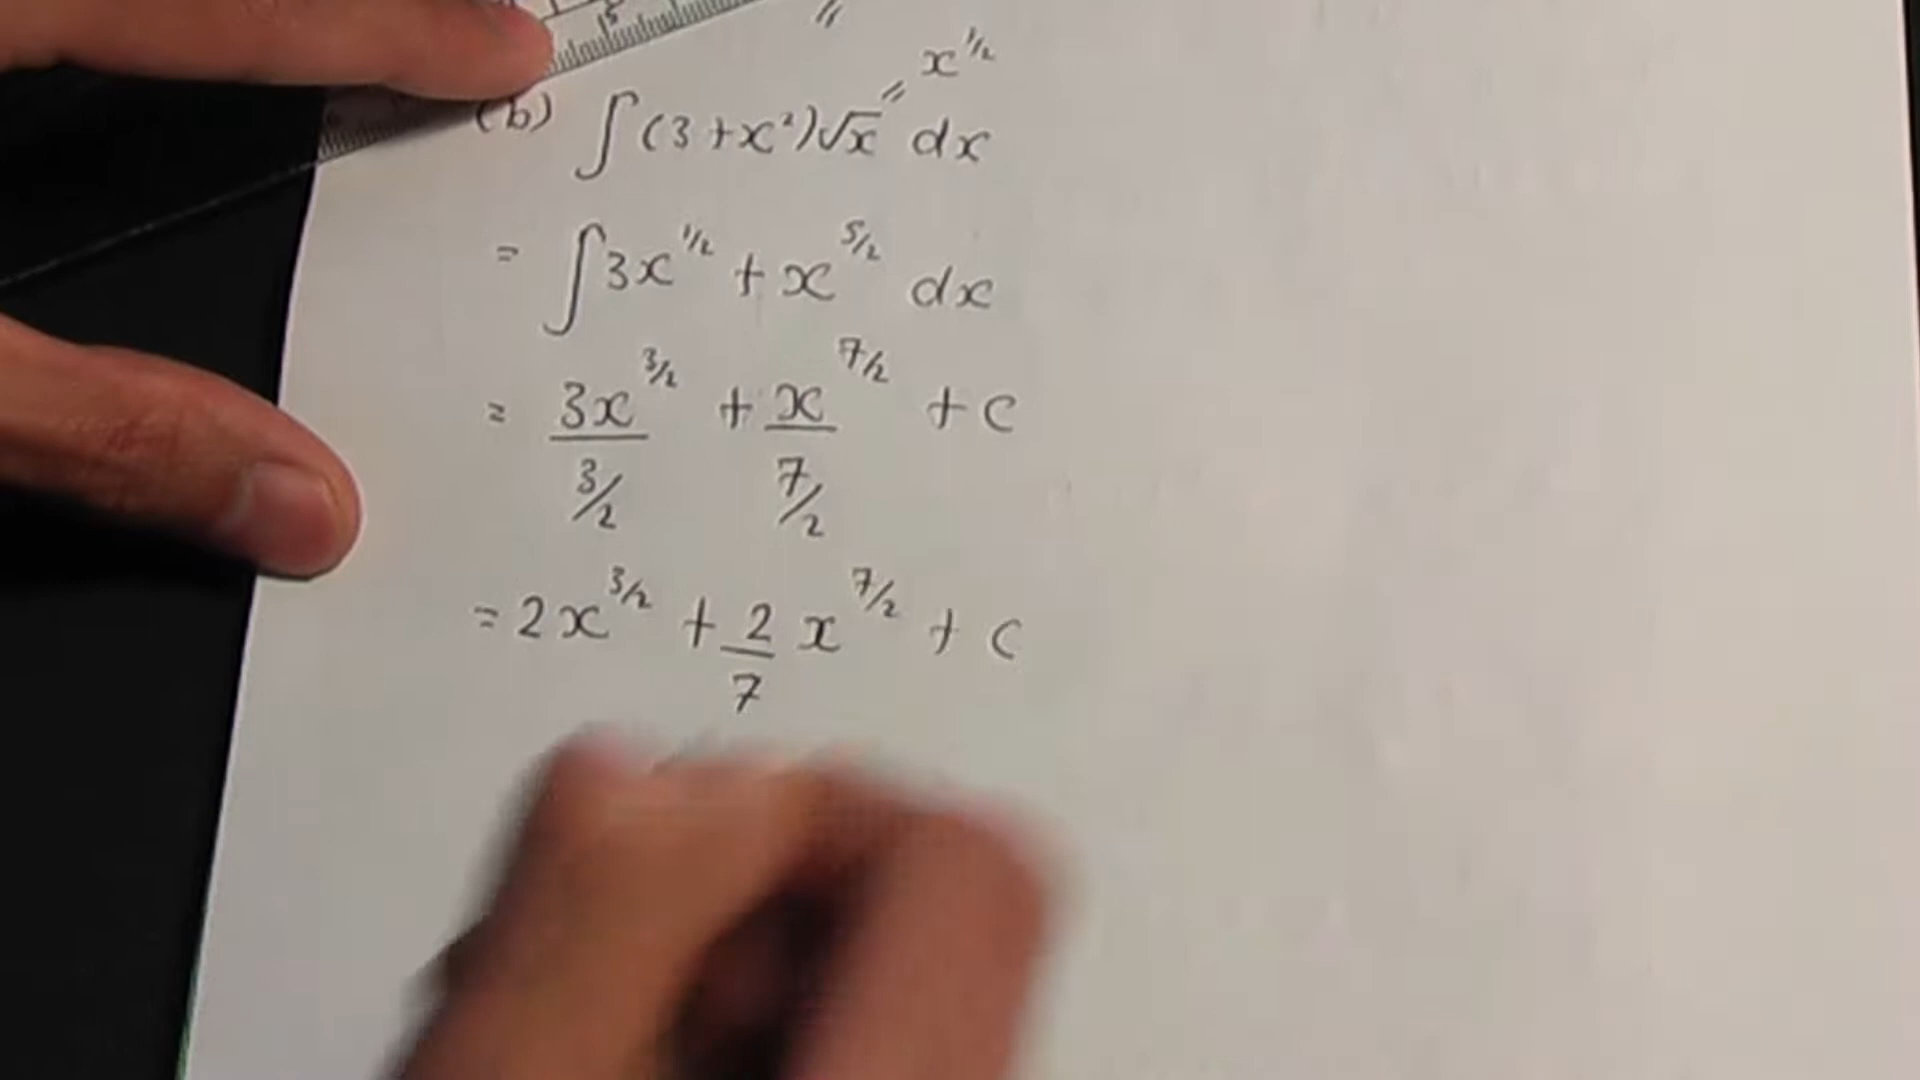 x^{1/2}
(b) ∫(3+x²)√x dx
= ∫3x^{1/2} + x^{5/2} dx
= 3x^{3/2}/(3/2) + x^{7/2}/(7/2) + c
= 2x^{3/2} + 2/7 x^{7/2} + c